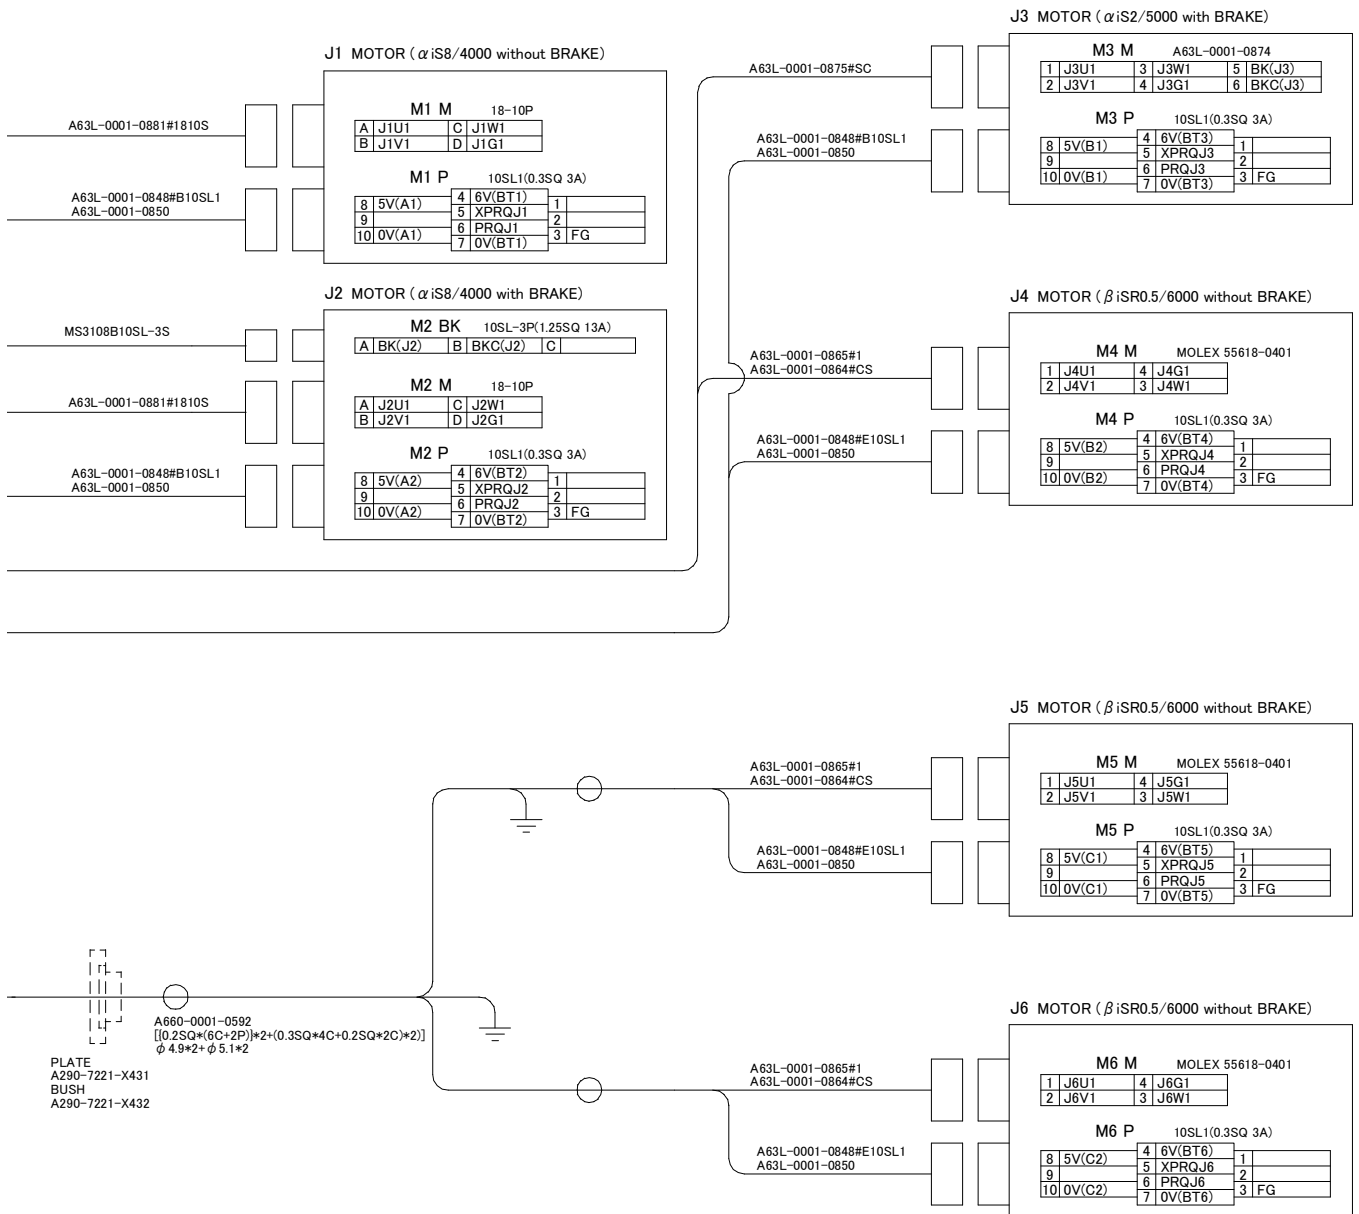 J1 MOTOR (αiS8/4000 without BRAKE)
A63L-0001-0881#1810S
M1 M 18-10P
A J1U1 C J1W1
B J1V1 D J1G1
A63L-0001-0848#B10SL1
A63L-0001-0850
M1 P 10SL1(0.3SQ 3A)
8 5V(A1) 4 6V(BT1) 1
9 5 XPRQJ1 2
10 0V(A1) 6 PRQJ1 3 FG
7 0V(BT1)
J2 MOTOR (αiS8/4000 with BRAKE)
MS3108B10SL-3S
M2 BK 10SL-3P(1.25SQ 13A)
A BK(J2) B BKC(J2) C
A63L-0001-0881#1810S
M2 M 18-10P
A J2U1 C J2W1
B J2V1 D J2G1
A63L-0001-0848#B10SL1
A63L-0001-0850
M2 P 10SL1(0.3SQ 3A)
8 5V(A2) 4 6V(BT2) 1
9 5 XPRQJ2 2
10 0V(A2) 6 PRQJ2 3 FG
7 0V(BT2)
J3 MOTOR (αiS2/5000 with BRAKE)
A63L-0001-0875#SC
M3 M A63L-0001-0874
1 J3U1 3 J3W1 5 BK(J3)
2 J3V1 4 J3G1 6 BKC(J3)
A63L-0001-0848#B10SL1
A63L-0001-0850
M3 P 10SL1(0.3SQ 3A)
8 5V(B1) 4 6V(BT3) 1
9 5 XPRQJ3 2
10 0V(B1) 6 PRQJ3 3 FG
7 0V(BT3)
J4 MOTOR (βiSR0.5/6000 without BRAKE)
A63L-0001-0865#1
A63L-0001-0864#CS
M4 M MOLEX 55618-0401
1 J4U1 4 J4G1
2 J4V1 3 J4W1
A63L-0001-0848#E10SL1
A63L-0001-0850
M4 P 10SL1(0.3SQ 3A)
8 5V(B2) 4 6V(BT4) 1
9 5 XPRQJ4 2
10 0V(B2) 6 PRQJ4 3 FG
7 0V(BT4)
J5 MOTOR (βiSR0.5/6000 without BRAKE)
A63L-0001-0865#1
A63L-0001-0864#CS
M5 M MOLEX 55618-0401
1 J5U1 4 J5G1
2 J5V1 3 J5W1
A63L-0001-0848#E10SL1
A63L-0001-0850
M5 P 10SL1(0.3SQ 3A)
8 5V(C1) 4 6V(BT5) 1
9 5 XPRQJ5 2
10 0V(C1) 6 PRQJ5 3 FG
7 0V(BT5)
A660-0001-0592
[{0.2SQ*(6C+2P)}*2+(0.3SQ*4C+0.2SQ*2C)*2)]
φ4.9*2+φ5.1*2
PLATE
A290-7221-X431
BUSH
A290-7221-X432
J6 MOTOR (βiSR0.5/6000 without BRAKE)
A63L-0001-0865#1
A63L-0001-0864#CS
M6 M MOLEX 55618-0401
1 J6U1 4 J6G1
2 J6V1 3 J6W1
A63L-0001-0848#E10SL1
A63L-0001-0850
M6 P 10SL1(0.3SQ 3A)
8 5V(C2) 4 6V(BT6) 1
9 5 XPRQJ6 2
10 0V(C2) 6 PRQJ6 3 FG
7 0V(BT6)